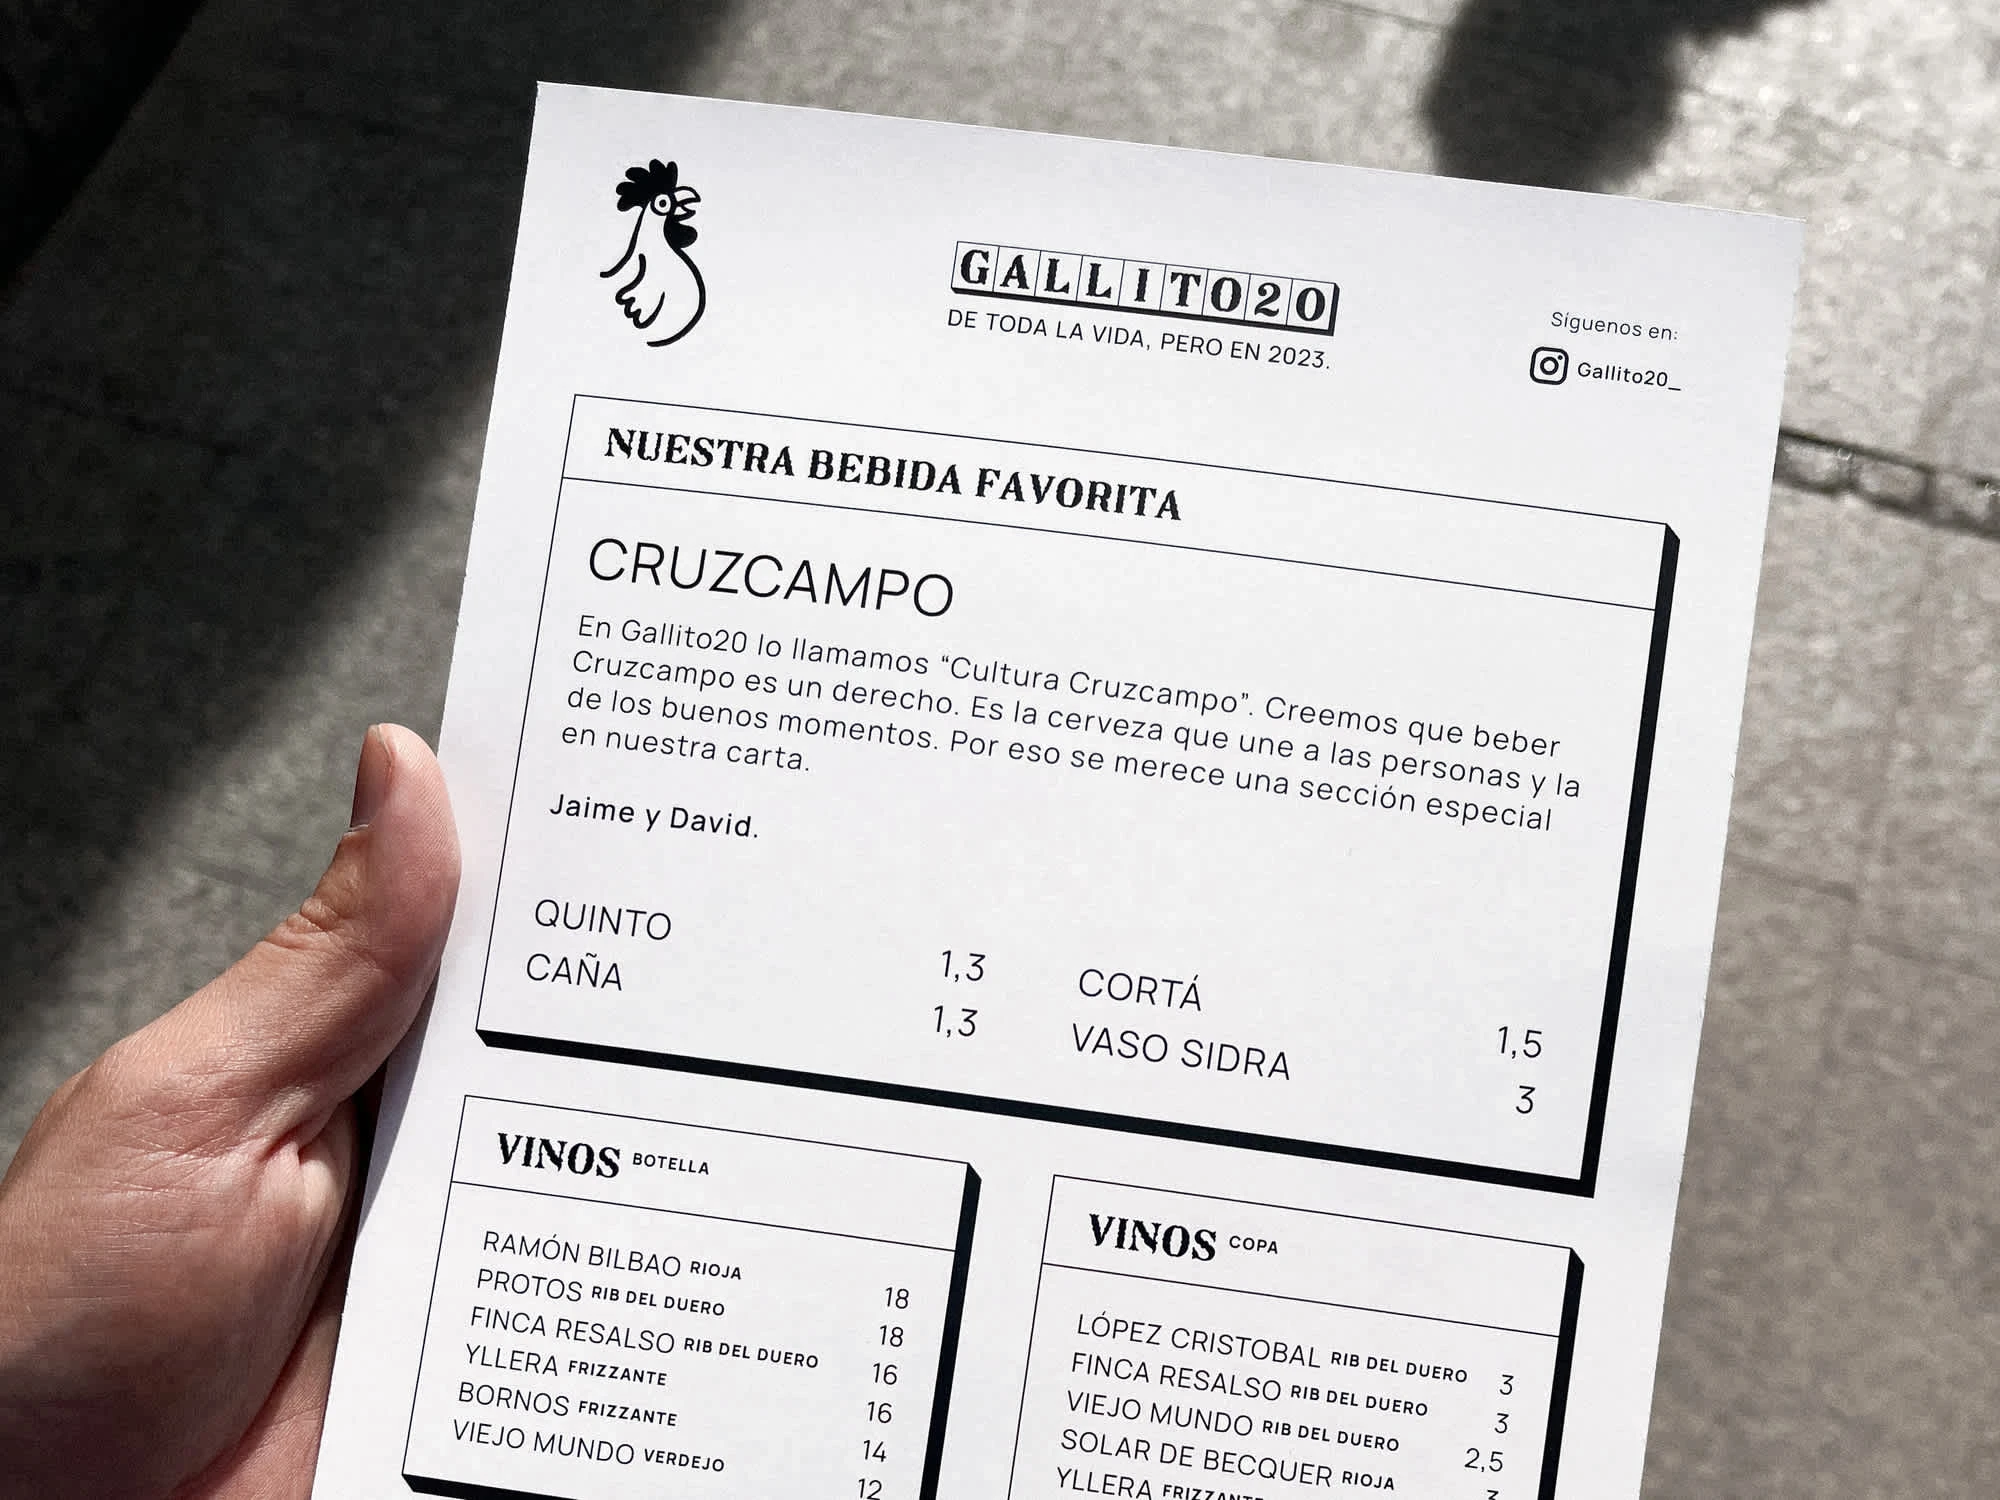 GALLITO20
DE TODA LA VIDA, PERO EN 2023.
Síguenos en:
Gallito20_
NUESTRA BEBIDA FAVORITA
CRUZCAMPO
En Gallito20 lo llamamos “Cultura Cruzcampo”. Creemos que beber
Cruzcampo es un derecho. Es la cerveza que une a las personas y la
de los buenos momentos. Por eso se merece una sección especial
en nuestra carta.
Jaime y David.
QUINTO 1,3
CAÑA 1,3
CORTÁ 1,5
VASO SIDRA 3
VINOS BOTELLA
RAMÓN BILBAO RIOJA 18
PROTOS RIB DEL DUERO 18
FINCA RESALSO RIB DEL DUERO 16
YLLERA FRIZZANTE 16
BORNOS FRIZZANTE 14
VIEJO MUNDO VERDEJO 12
VINOS COPA
LÓPEZ CRISTOBAL RIB DEL DUERO 3
FINCA RESALSO RIB DEL DUERO 3
VIEJO MUNDO RIB DEL DUERO 2,5
SOLAR DE BECQUER RIOJA 3
YLLERA FRIZZANTE